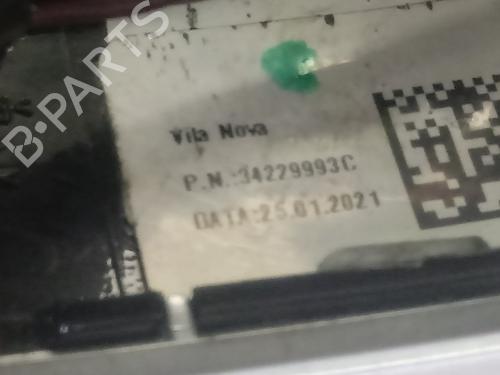 B-PARTS
Vila Nova
P.N.:34229993C
DATA:25.01.2021